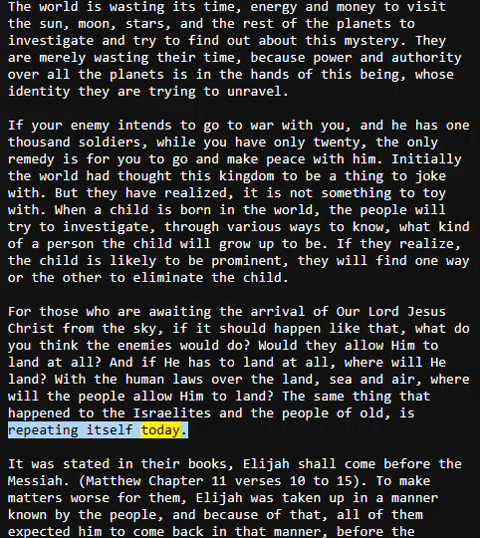 The world is wasting its time, energy and money to visit
the sun, moon, stars, and the rest of the planets to
investigate and try to find out about this mystery. They
are merely wasting their time, because power and authority
over all the planets is in the hands of this being, whose
identity they are trying to unravel.
If your enemy intends to go to war with you, and he has one
thousand soldiers, while you have only twenty, the only
remedy is for you to go and make peace with him. Initially
the world had thought this kingdom to be a thing to joke
with. But they have realized, it is not something to toy
with. When a child is born in the world, the people will
try to investigate, through various ways to know, what kind
of a person the child will grow up to be. If they realize,
the child is likely to be prominent, they will find one way
or the other to eliminate the child.
For those who are awaiting the arrival of Our Lord Jesus
Christ from the sky, if it should happen like that, what do
you think the enemies would do? Would they allow Him to
land at all? And if He has to land at all, where will He
land? With the human laws over the land, sea and air, where
will the people allow Him to land? The same thing that
happened to the Israelites and the people of old, is
repeating itself today.
It was stated in their books, Elijah shall come before the
Messiah. (Matthew Chapter 11 verses 10 to 15). To make
matters worse for them, Elijah was taken up in a manner
known by the people, and because of that, all of them
expected him to come back in that manner, before the